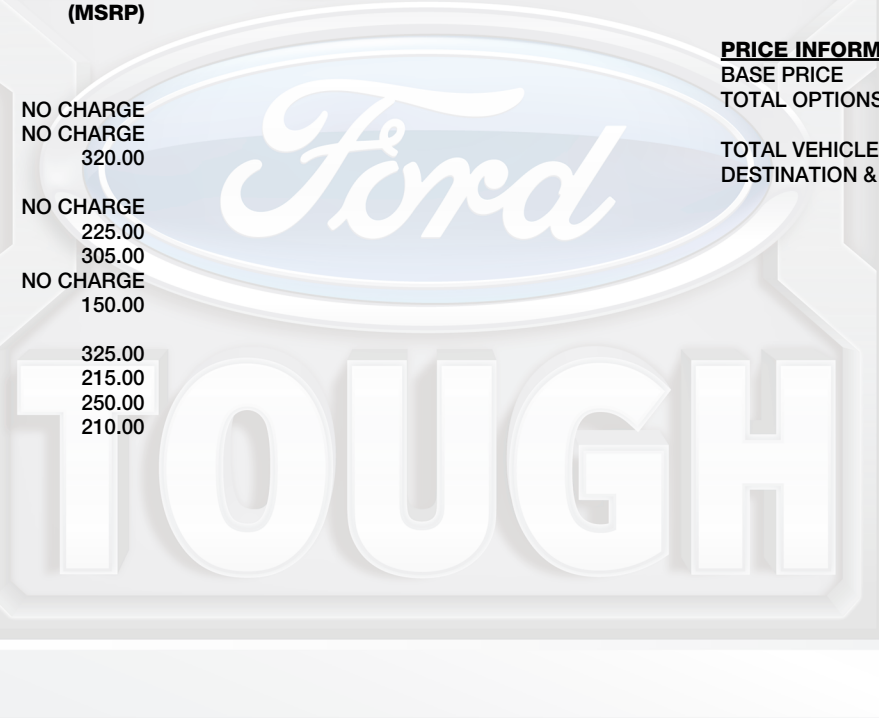 (MSRP)
NO CHARGE
NO CHARGE
320.00
NO CHARGE
225.00
305.00
NO CHARGE
150.00
325.00
215.00
250.00
210.00
PRICE INFORM
BASE PRICE
TOTAL OPTIONS
TOTAL VEHICLE
DESTINATION &
Ford
TOUGH